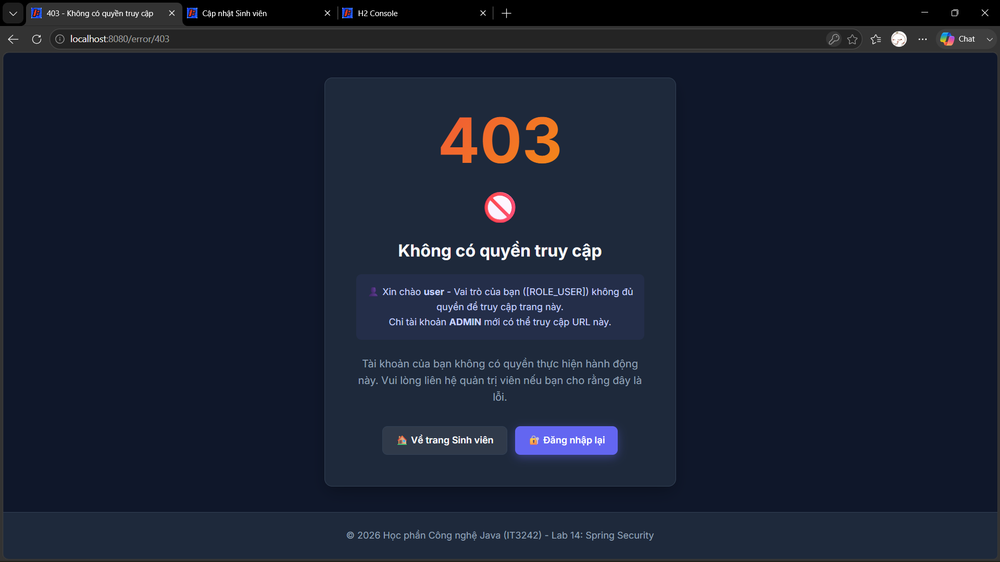 403 - Không có quyền truy cập
Cập nhật Sinh viên
H2 Console
localhost:8080/error/403
Chat
403
Không có quyền truy cập
Xin chào user - Vai trò của bạn ([ROLE_USER]) không đủ
quyền để truy cập trang này.
Chỉ tài khoản ADMIN mới có thể truy cập URL này.
Tài khoản của bạn không có quyền thực hiện hành động
này. Vui lòng liên hệ quản trị viên nếu bạn cho rằng đây là
lỗi.
Về trang Sinh viên
Đăng nhập lại
© 2026 Học phần Công nghệ Java (IT3242) - Lab 14: Spring Security